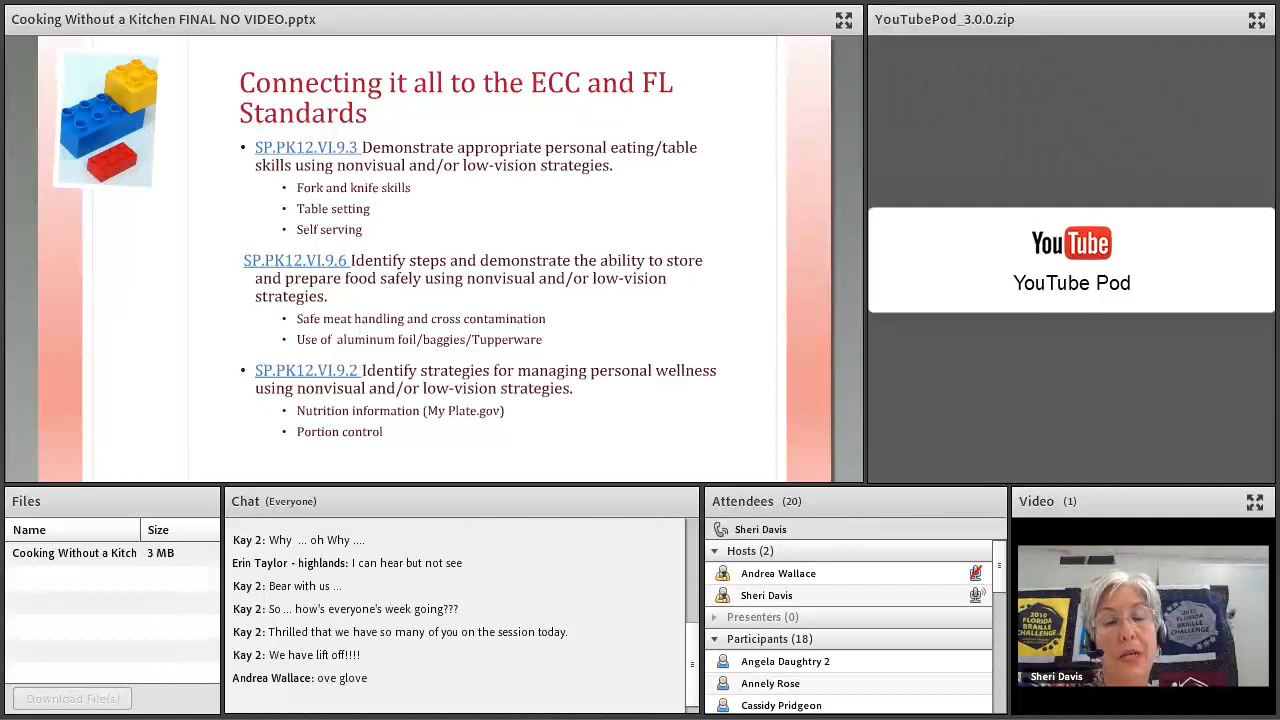 Cooking Without a Kitchen FINAL NO VIDEO.pptx
Connecting it all to the ECC and FL
Standards
• SP.PK12.VI.9.3 Demonstrate appropriate personal eating/table
skills using nonvisual and/or low-vision strategies.
• Fork and knife skills
• Table setting
• Self serving
SP.PK12.VI.9.6 Identify steps and demonstrate the ability to store
and prepare food safely using nonvisual and/or low-vision
strategies.
• Safe meat handling and cross contamination
• Use of aluminum foil/baggies/Tupperware
• SP.PK12.VI.9.2 Identify strategies for managing personal wellness
using nonvisual and/or low-vision strategies.
• Nutrition information (My Plate.gov)
• Portion control
YouTubePod_3.0.0.zip
YouTube
YouTube Pod
Files
Name Size
Cooking Without a Kitch 3 MB
Download File(s)
Chat (Everyone)
Kay 2: Why ... oh Why ....
Erin Taylor - highlands: I can hear but not see
Kay 2: Bear with us ...
Kay 2: So ... how's everyone's week going???
Kay 2: Thrilled that we have so many of you on the session today.
Kay 2: We have lift off!!!!
Andrea Wallace: ove glove
Attendees (20)
Sheri Davis
Hosts (2)
Andrea Wallace
Sheri Davis
Presenters (0)
Participants (18)
Angela Daughtry 2
Annely Rose
Cassidy Pridgeon
Video (1)
2010
FLORIDA
BRAILLE
CHALLENGE
FLORIDA
BRAILLE
CHALLENGE
Sheri Davis